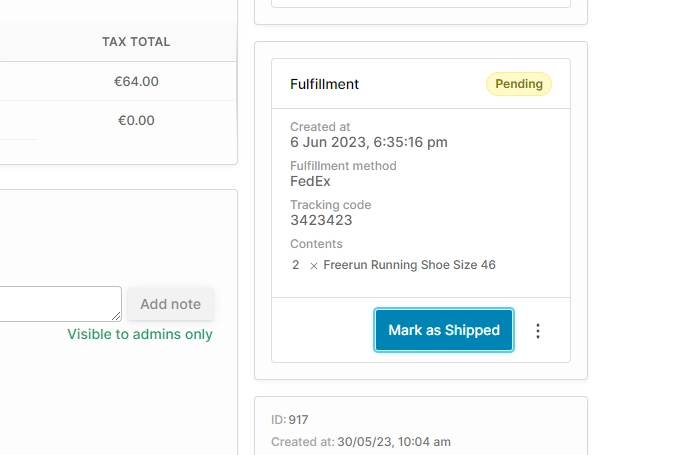 TAX TOTAL
€64.00
€0.00
Add note
Visible to admins only
Fulfillment
Pending
Created at
6 Jun 2023, 6:35:16 pm
Fulfillment method
FedEx
Tracking code
3423423
Contents
2 × Freerun Running Shoe Size 46
Mark as Shipped
ID: 917
Created at: 30/05/23, 10:04 am